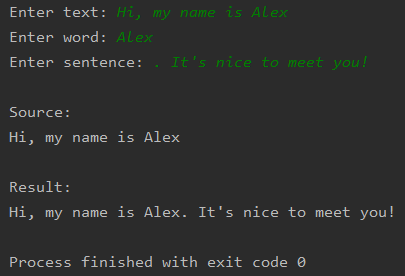 Enter text: Hi, my name is Alex
Enter word: Alex
Enter sentence: . It's nice to meet you!
Source:
Hi, my name is Alex
Result:
Hi, my name is Alex. It's nice to meet you!
Process finished with exit code 0